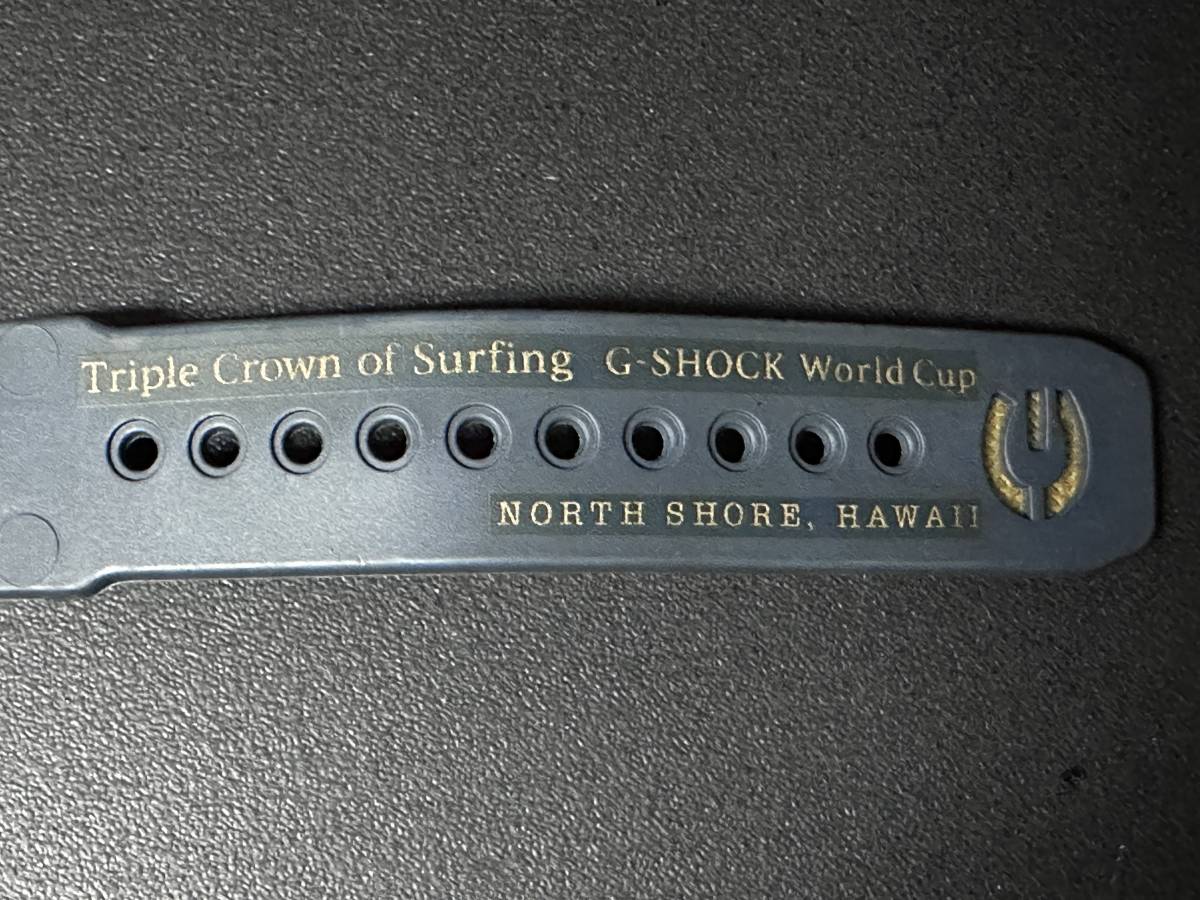 Triple Crown of Surfing G-SHOCK World Cup
NORTH SHORE, HAWAII